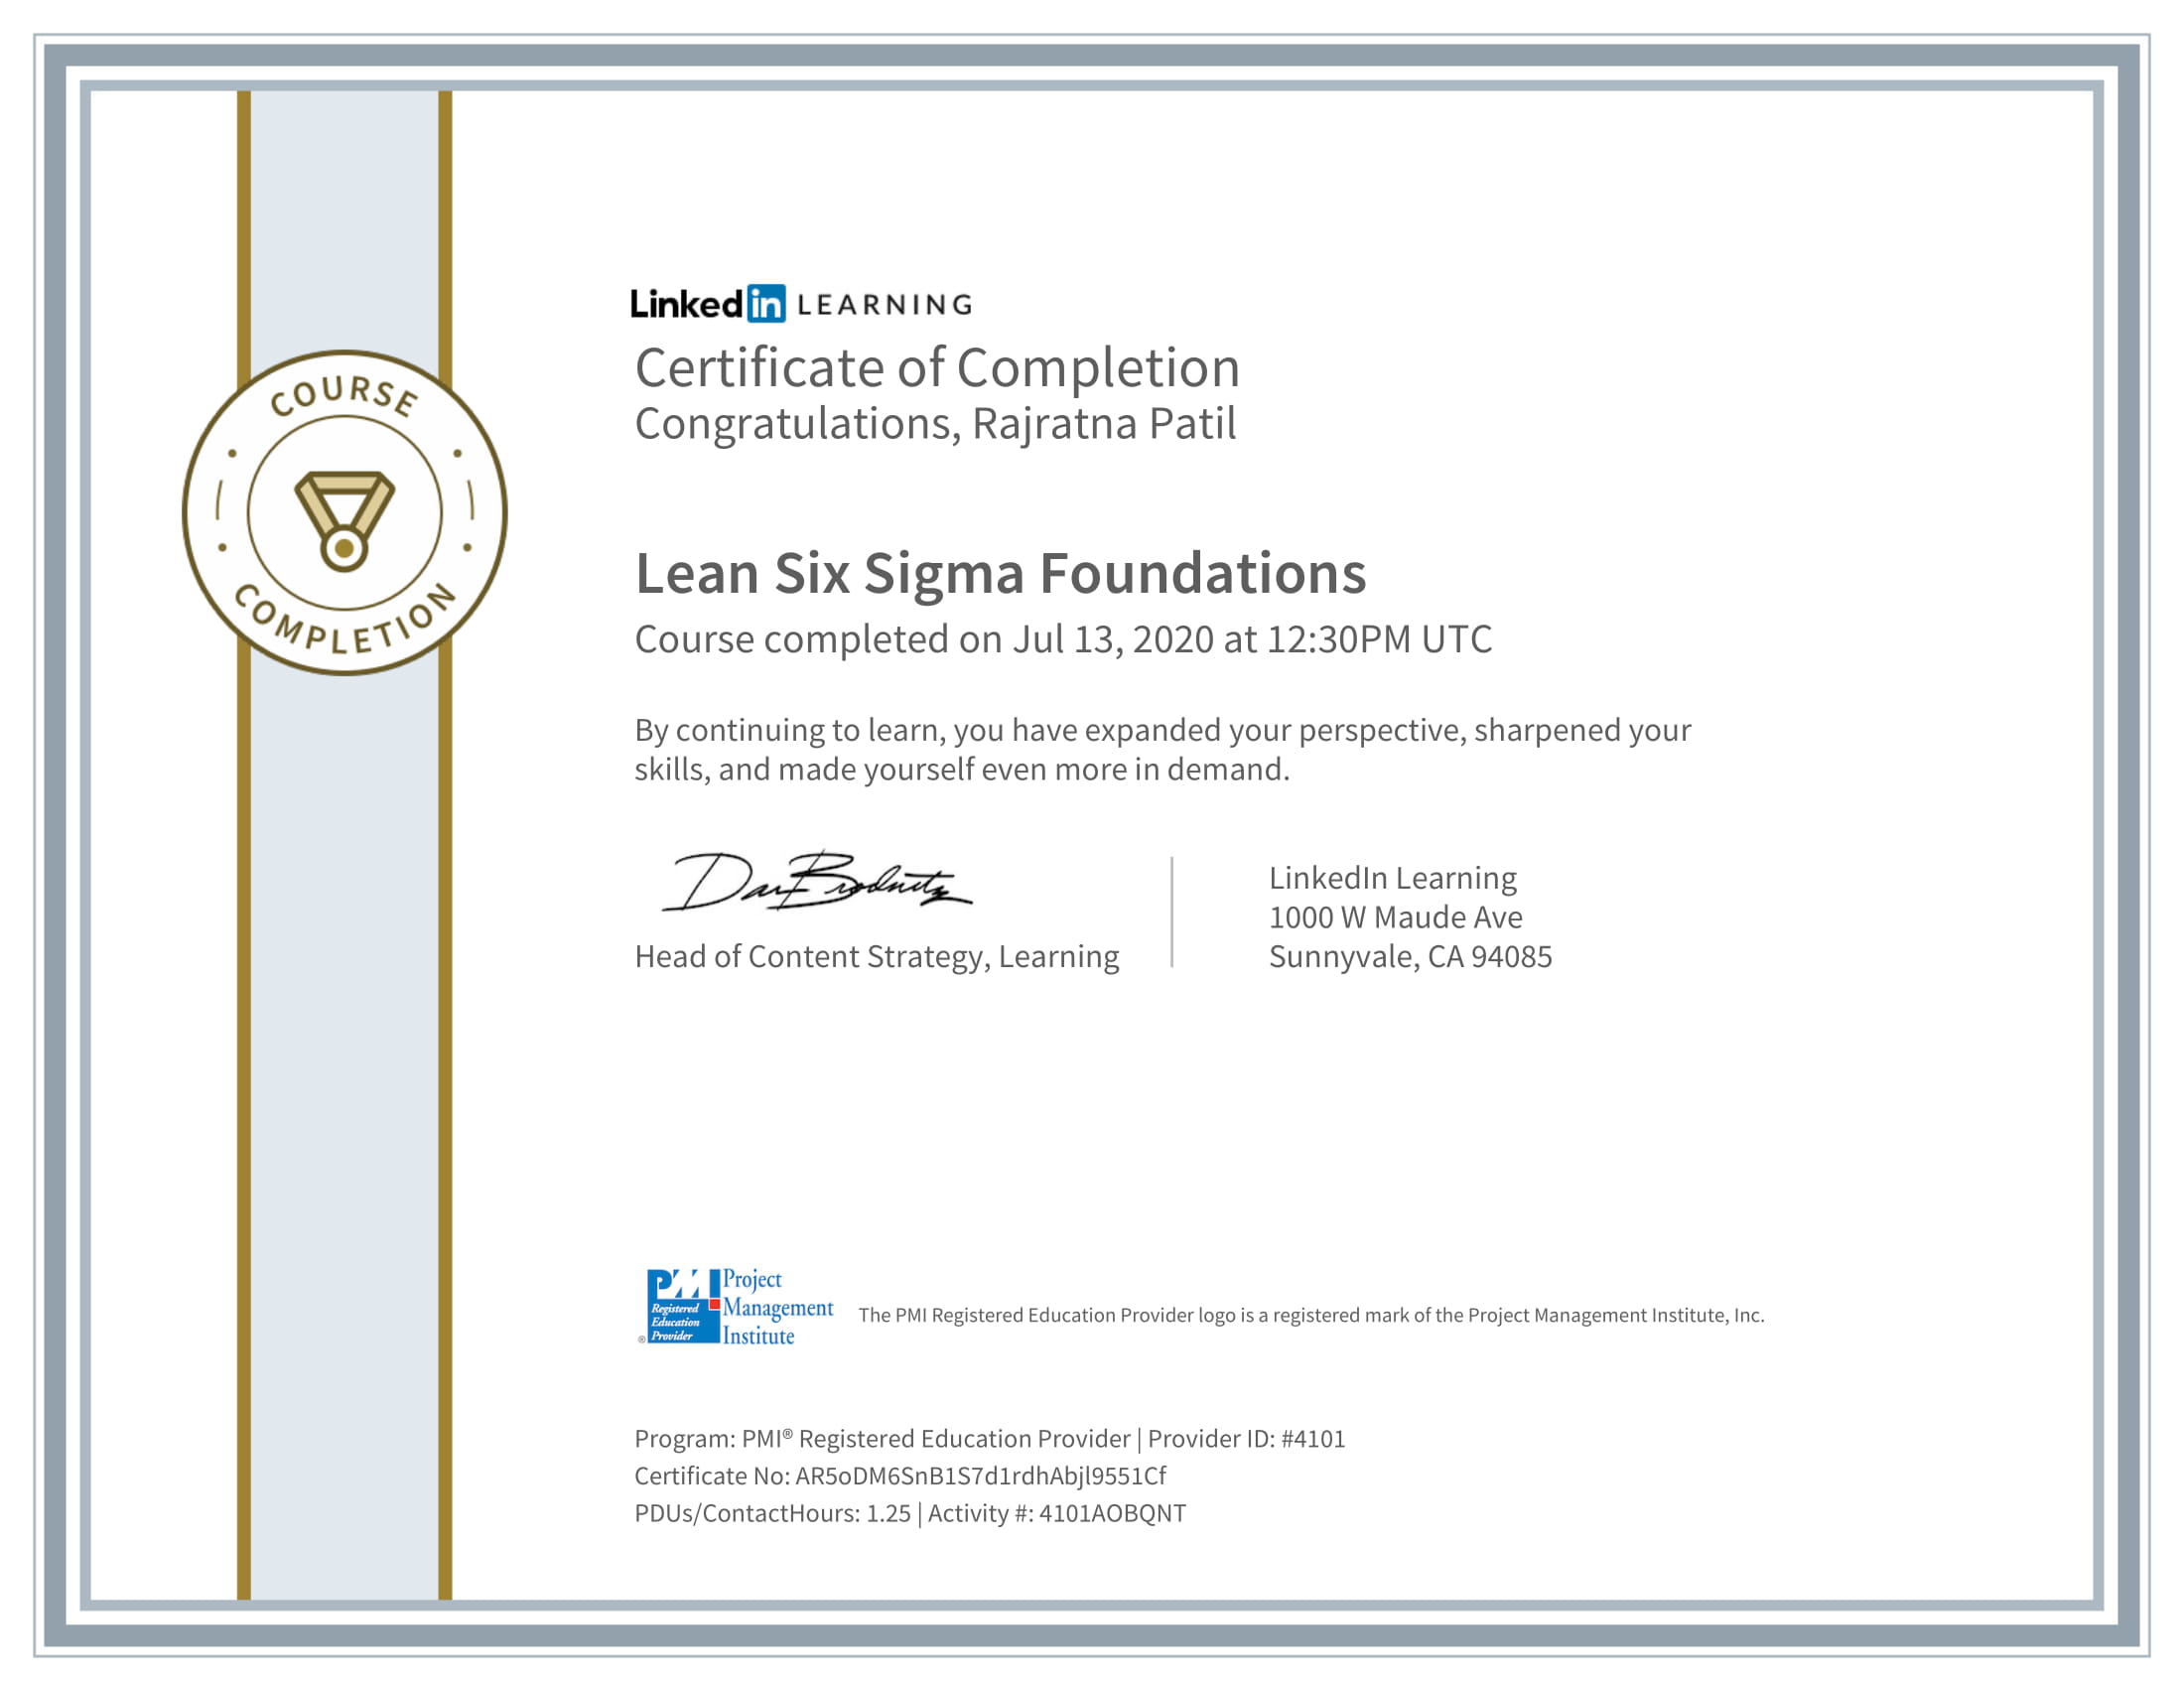 COURSE
COMPLETION
Linked in LEARNING
Certificate of Completion
Congratulations, Rajratna Patil
Lean Six Sigma Foundations
Course completed on Jul 13, 2020 at 12:30PM UTC
By continuing to learn, you have expanded your perspective, sharpened your
skills, and made yourself even more in demand.
Dan Brodnitz
Head of Content Strategy, Learning
LinkedIn Learning
1000 W Maude Ave
Sunnyvale, CA 94085
PMI
Registered
Education
Provider
®
Project
Management
Institute
The PMI Registered Education Provider logo is a registered mark of the Project Management Institute, Inc.
Program: PMI® Registered Education Provider | Provider ID: #4101
Certificate No: AR5oDM6SnB1S7d1rdhAbjl9551Cf
PDUs/ContactHours: 1.25 | Activity #: 4101AOBQNT